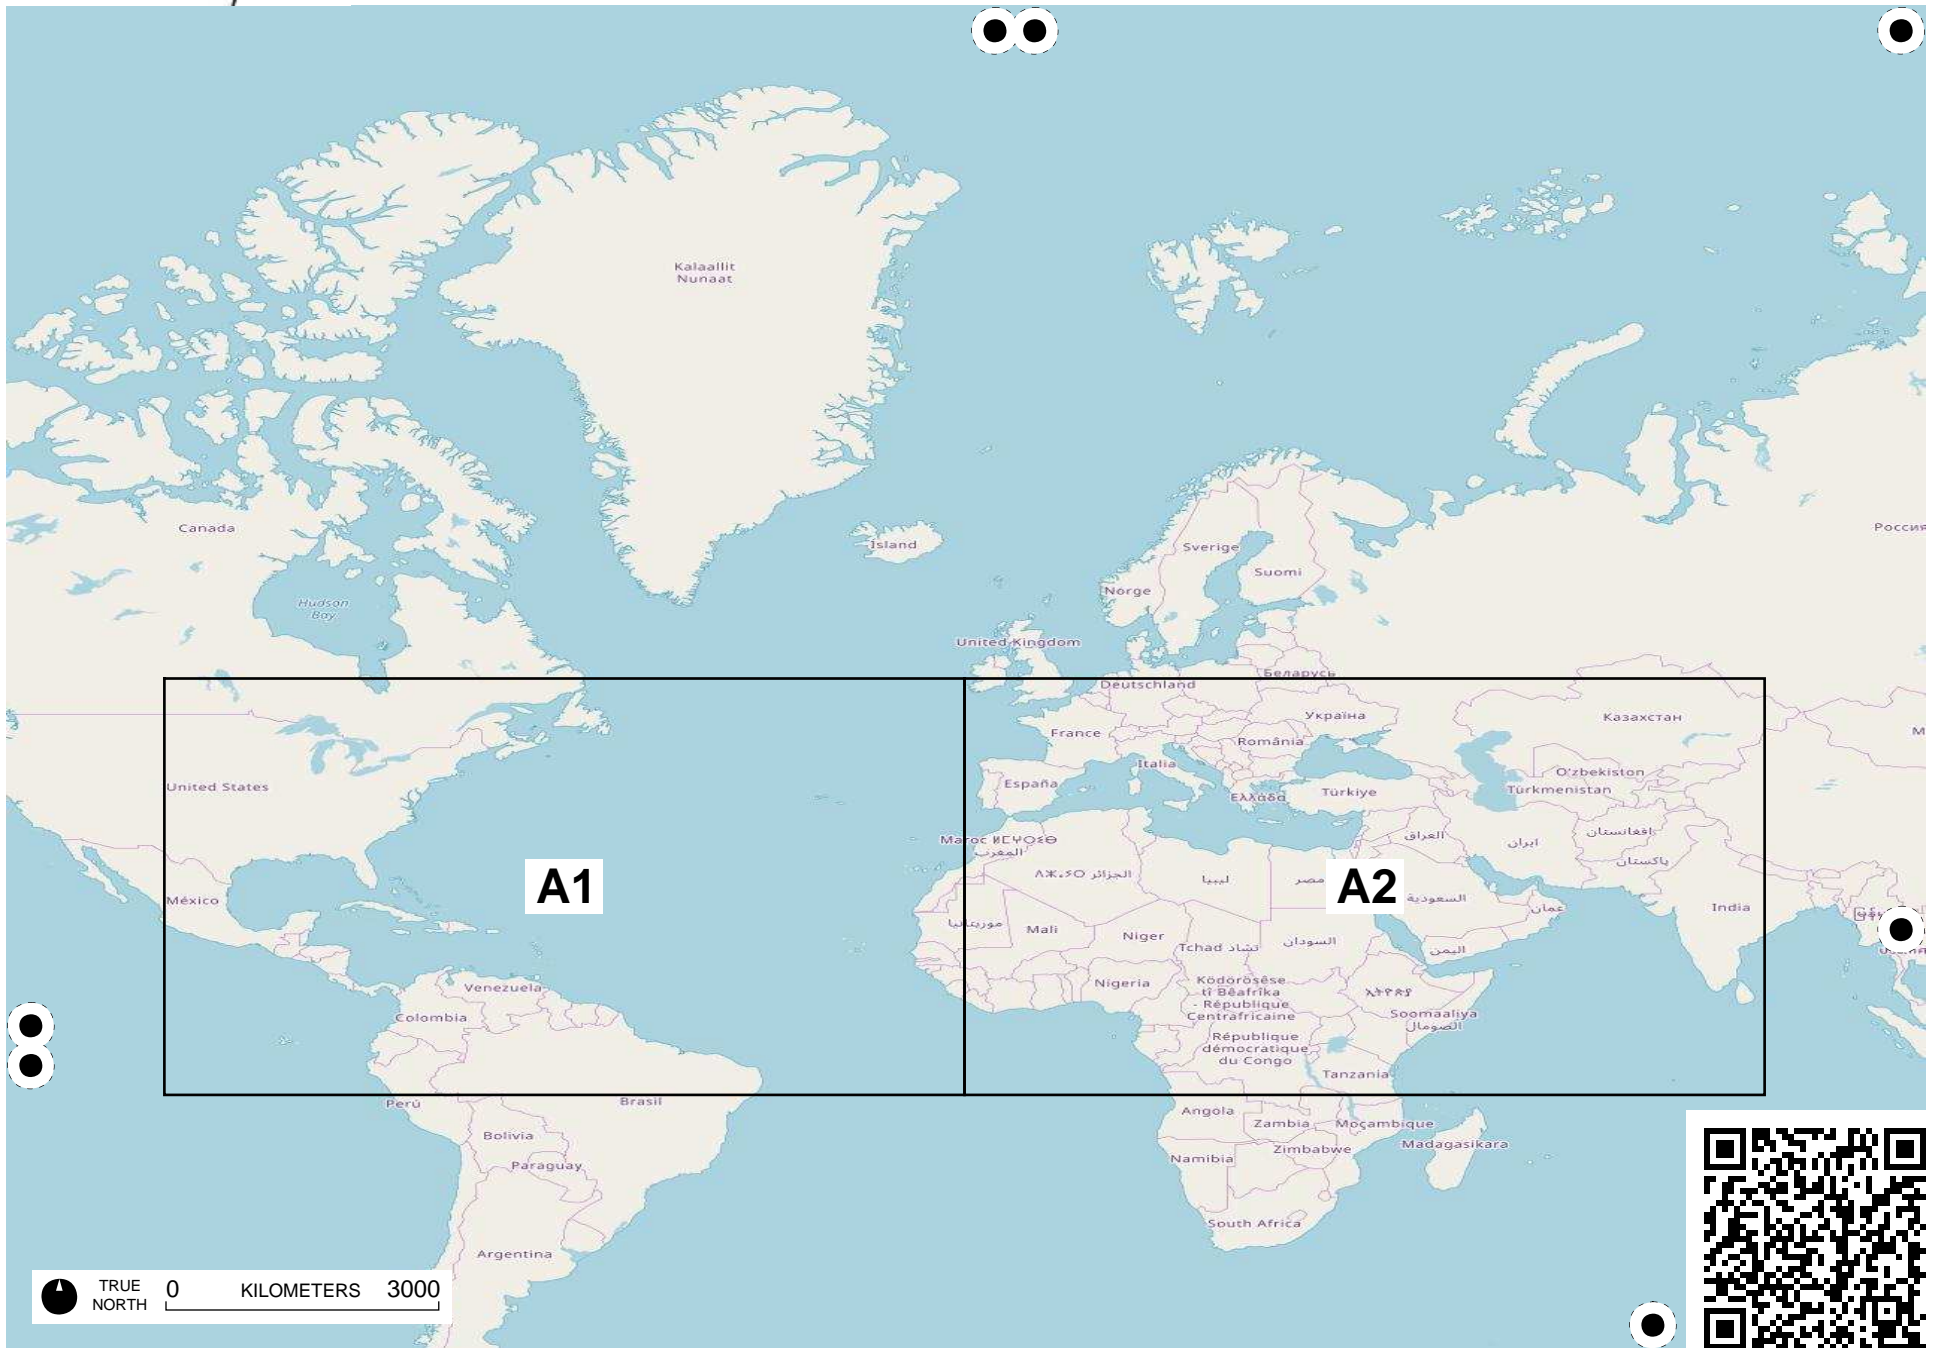 Kalaallit
Nunaat
Canada
Ísland
Россия
Sverige
Suomi
Norge
Hudson
Bay
United Kingdom
Беларусь
Deutschland
Україна
Казахстан
France
România
Italia
O'zbekiston
España
United States
Türkmenistan
Ελλάδα
Türkiye
افغانستان
العراق
Maroc ⵍⵎⵖⵔⵉⴱ
المغرب
ایران
پاکستان
الجزائر
ليبيا
مصر
A1
A2
السعودية
México
India
عمان
موريتانيا
Mali
Niger
Tchad تشاد
السودان
اليمن
Venezuela
Nigeria
Ködörösêse
tî Bêafrîka
- République
Centrafricaine
Colombia
Soomaaliya
الصومال
République
démocratique
du Congo
Tanzania
Perú
Brasil
Angola
Zambia
Moçambique
Bolivia
Madagasikara
Zimbabwe
Namibia
Paraguay
South Africa
Argentina
TRUE
NORTH
0 KILOMETERS 3000